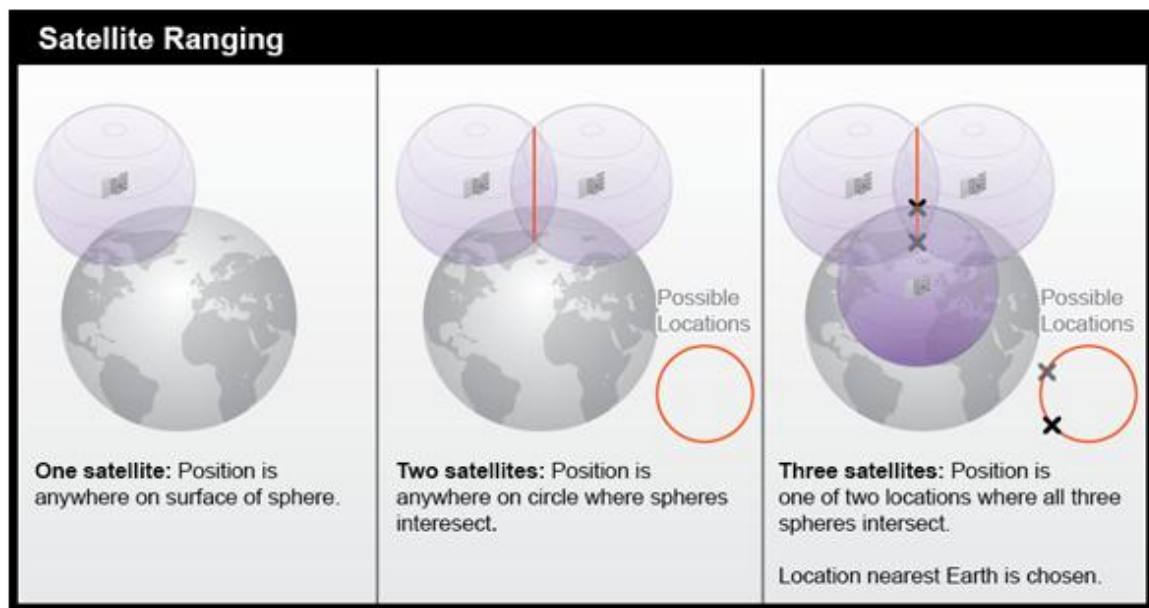 Satellite Ranging
One satellite: Position is
anywhere on surface of sphere.
Possible
Locations
Two satellites: Position is
anywhere on circle where spheres
interesect.
Possible
Locations
Three satellites: Position is
one of two locations where all three
spheres intersect.
Location nearest Earth is chosen.